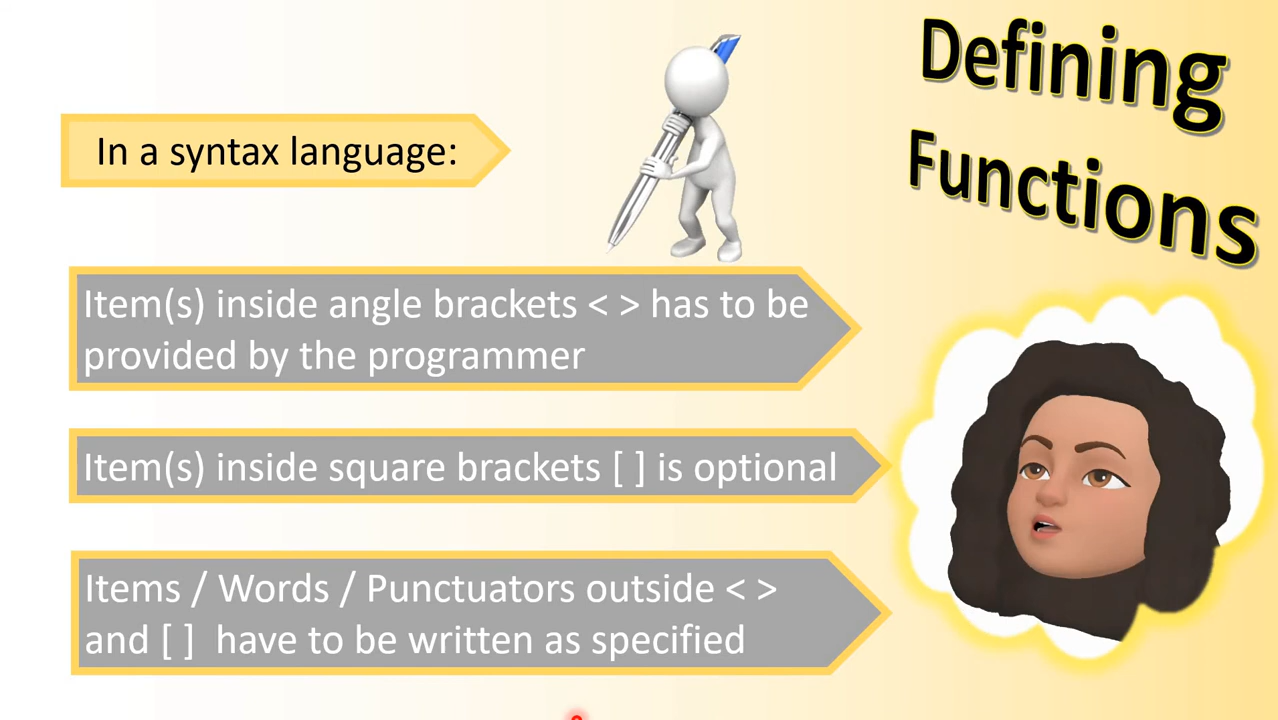 Defining
Functions
In a syntax language:
Item(s) inside angle brackets < > has to be
provided by the programmer
Item(s) inside square brackets [ ] is optional
Items / Words / Punctuators outside < >
and [ ] have to be written as specified